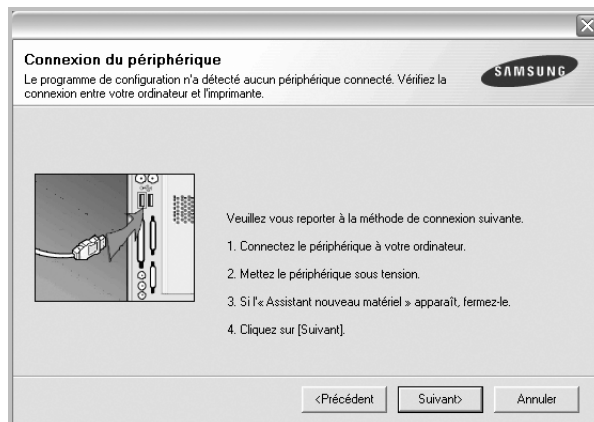 Connexion du périphérique
Le programme de configuration n'a détecté aucun périphérique connecté. Vérifiez la
connexion entre votre ordinateur et l'imprimante.
SAMSUNG
Veuillez vous reporter à la méthode de connexion suivante.
1. Connectez le périphérique à votre ordinateur.
2. Mettez le périphérique sous tension.
3. Si l'« Assistant nouveau matériel » apparaît, fermez-le.
4. Cliquez sur [Suivant].
<Précédent
Suivant>
Annuler